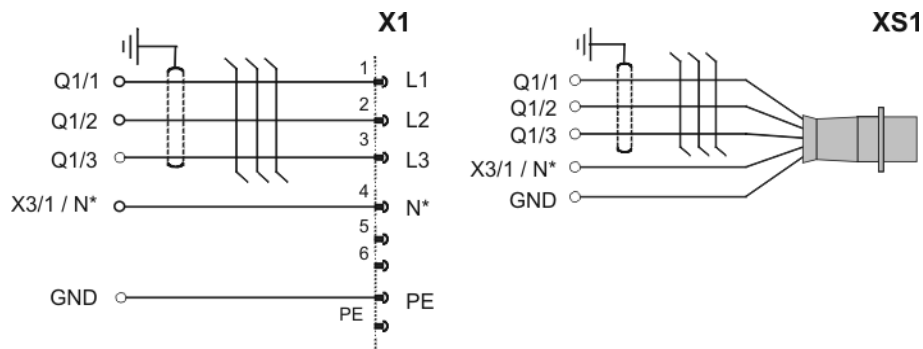 X1
1
Q1/1
L1
2
Q1/2
L2
3
Q1/3
L3
4
X3/1 / N*
N*
5
6
GND
PE
PE
XS1
Q1/1
Q1/2
Q1/3
X3/1 / N*
GND